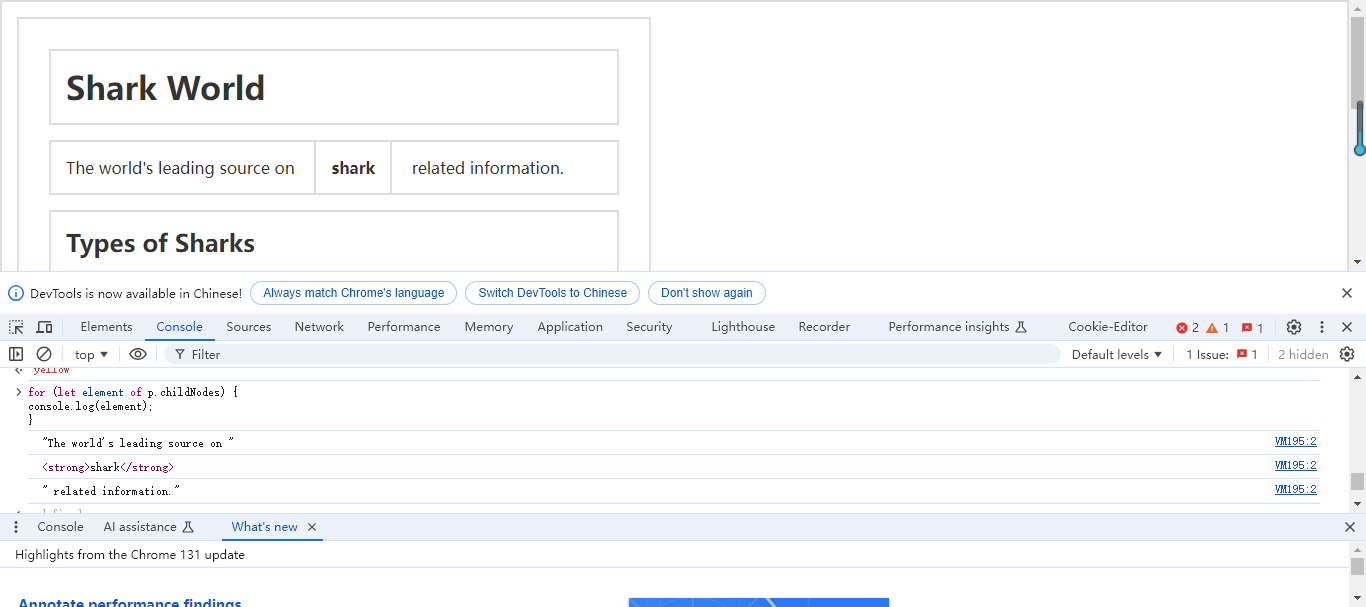 Shark World
The world's leading source on shark related information.
Types of Sharks
DevTools is now available in Chinese! Always match Chrome's language Switch DevTools to Chinese Don't show again
Elements Console Sources Network Performance Memory Application Security Lighthouse Recorder Performance insights Cookie-Editor 2 1 1
top Filter Default levels 1 Issue: 1 2 hidden
yellow
for (let element of p.childNodes) {
console.log(element);
}
"The world's leading source on " VM195:2
<strong>shark</strong> VM195:2
" related information." VM195:2
Console AI assistance What's new
Highlights from the Chrome 131 update
Annotate performance findings